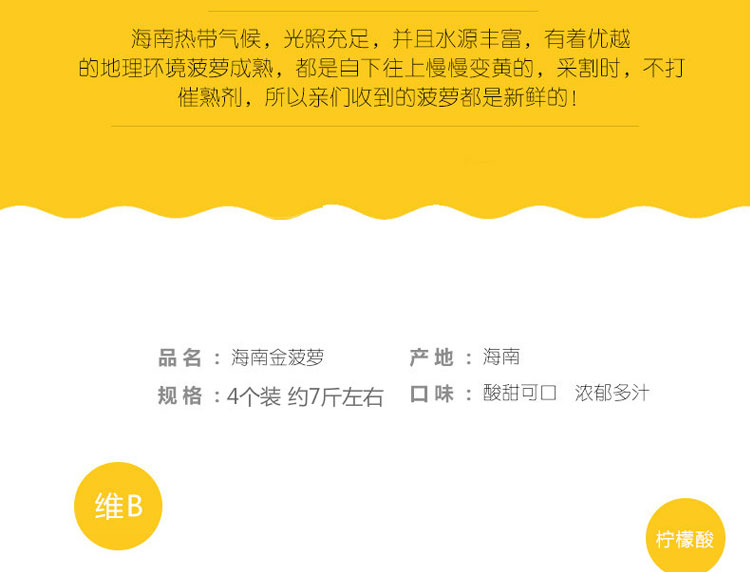 海南热带气候，光照充足，并且水源丰富，有着优越
的地理环境菠萝成熟，都是自下往上慢慢变黄的，采割时，不打
催熟剂，所以亲们收到的菠萝都是新鲜的！
品名：海南金菠萝 产地：海南
规格：4个装 约7斤左右 口味：酸甜可口 浓郁多汁
维B
柠檬酸